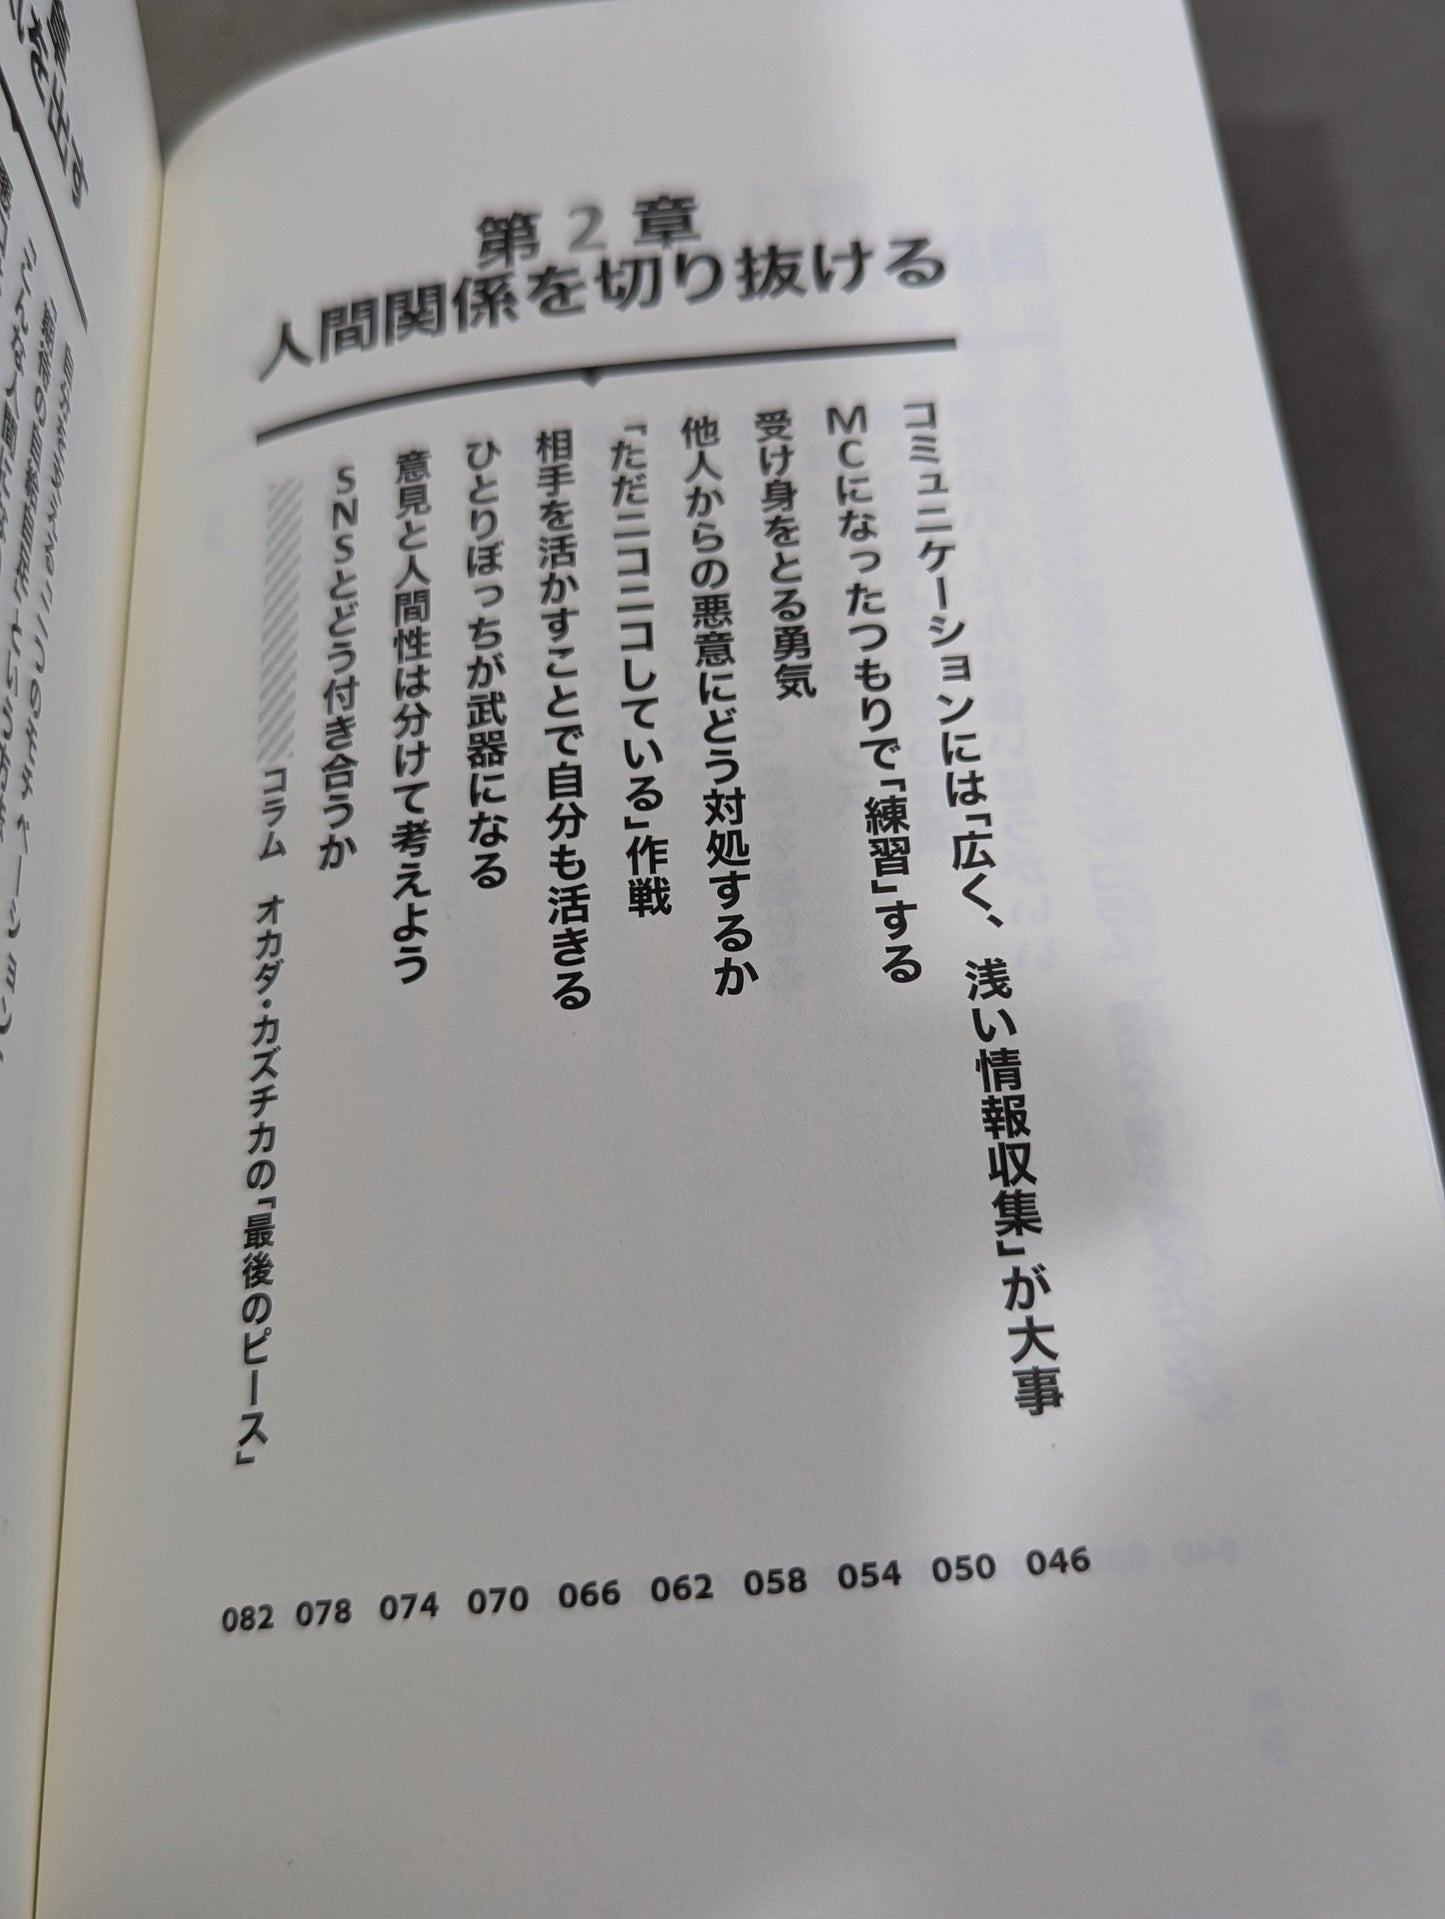 第2章
人間関係を切り抜ける
コミュニケーションには「広く、浅い情報収集」が大事
046
MCになったつもりで「練習」する
050
受け身をとる勇気
054
他人からの悪意にどう対処するか
058
「ただニコニコしている」作戦
062
相手を活かすことで自分も活きる
066
ひとりぼっちが武器になる
070
意見と人間性は分けて考えよう
074
SNSとどう付き合うか
078
コラム オカダ・カズチカの「最後のピース」
082